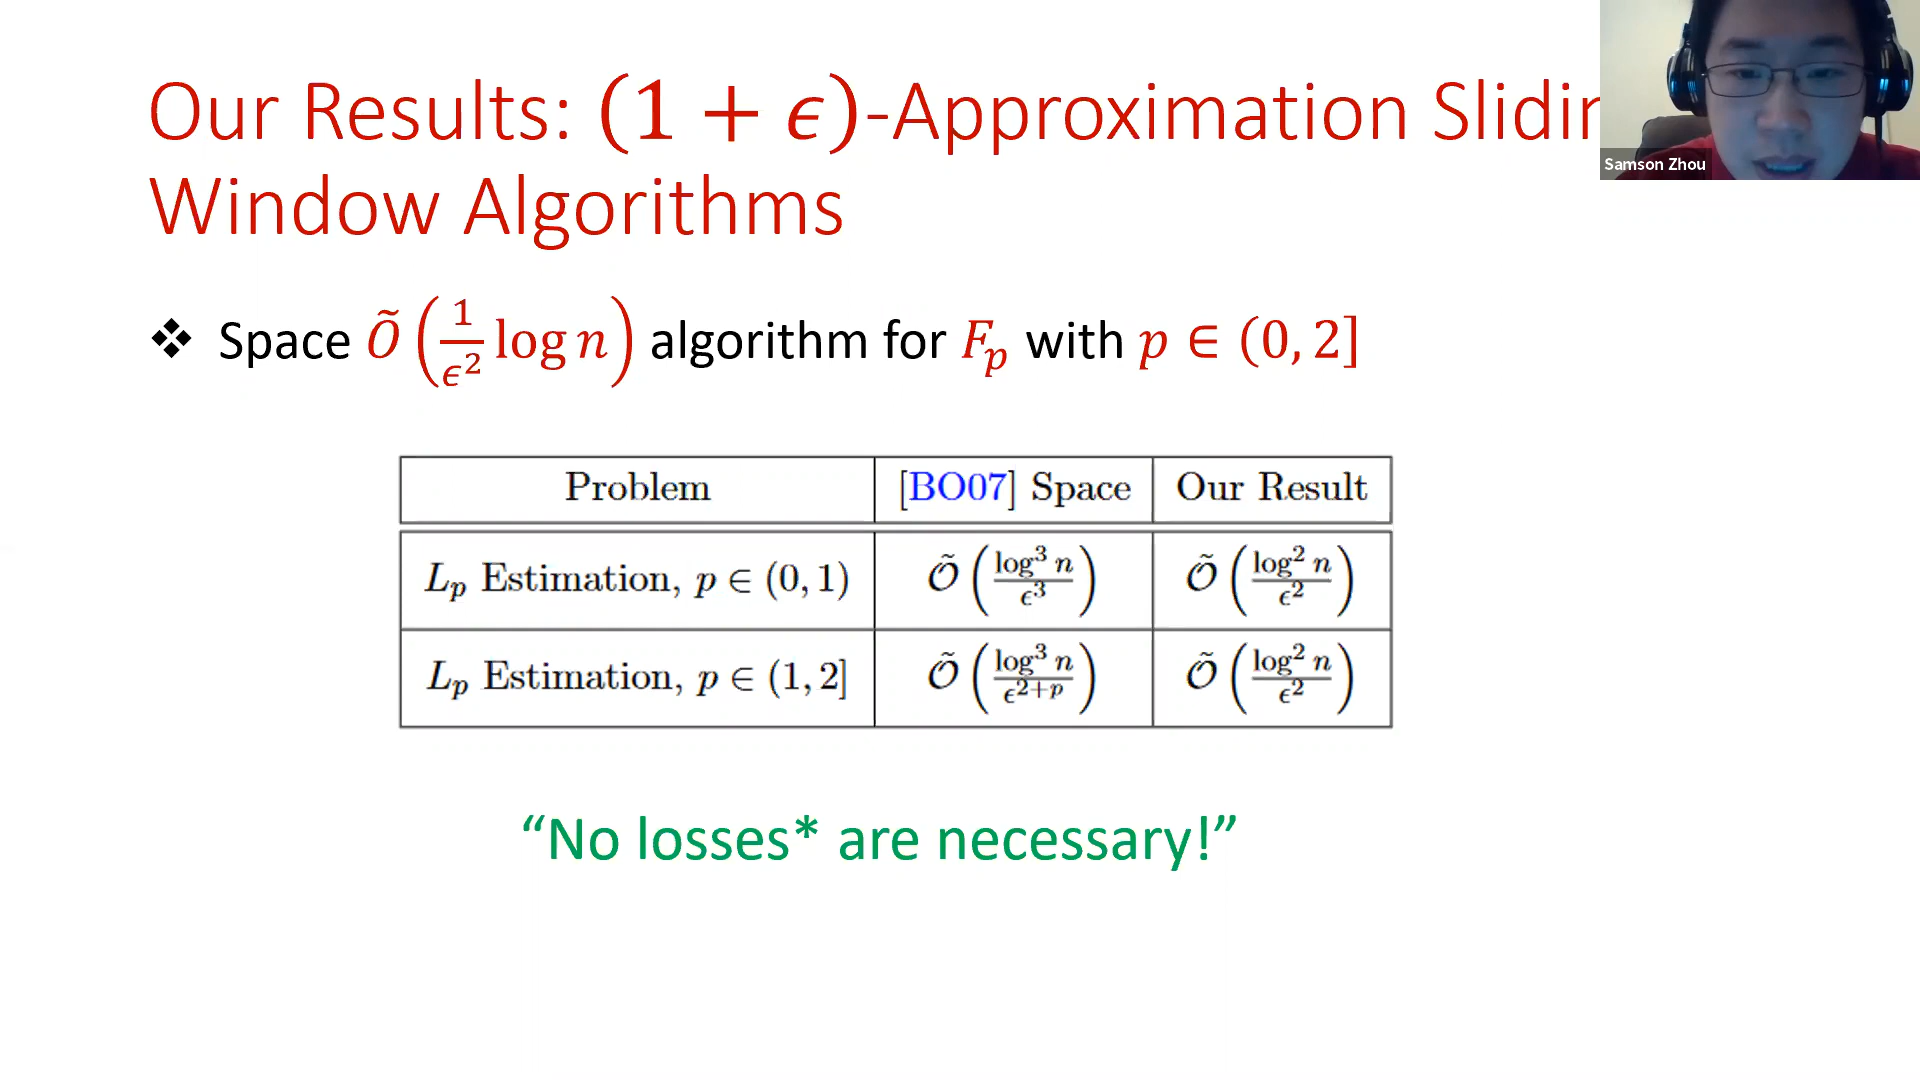 Our Results: (1 + ϵ)-Approximation Slidin
Window Algorithms
Samson Zhou
❖ Space Õ(1/ϵ² log n) algorithm for F_p with p ∈ (0, 2]
Problem [BO07] Space Our Result
L_p Estimation, p ∈ (0, 1) Õ(log³ n/ϵ³) Õ(log² n/ϵ²)
L_p Estimation, p ∈ (1, 2] Õ(log³ n/ϵ^{2+p}) Õ(log² n/ϵ²)
“No losses* are necessary!”